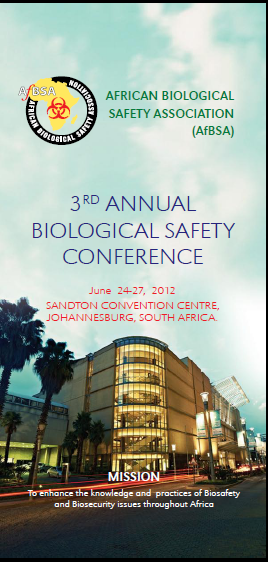 AfBSA
AFRICAN BIOLOGICAL SAFETY ASSOCIATION
AFRICAN BIOLOGICAL
SAFETY ASSOCIATION
(AfBSA)
3RD ANNUAL
BIOLOGICAL SAFETY
CONFERENCE
June 24-27, 2012
SANDTON CONVENTION CENTRE,
JOHANNESBURG, SOUTH AFRICA.
MISSION
To enhance the knowledge and practices of Biosafety
and Biosecurity issues throughout Africa